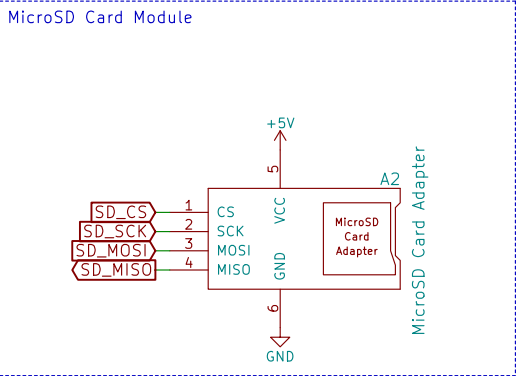 MicroSD Card Module
+5V
5
A2
SD_CS 1 CS
SD_SCK 2 SCK
SD_MOSI 3 MOSI
SD_MISO 4 MISO
VCC
GND
MicroSD
Card
Adapter
MicroSD Card Adapter
6
GND